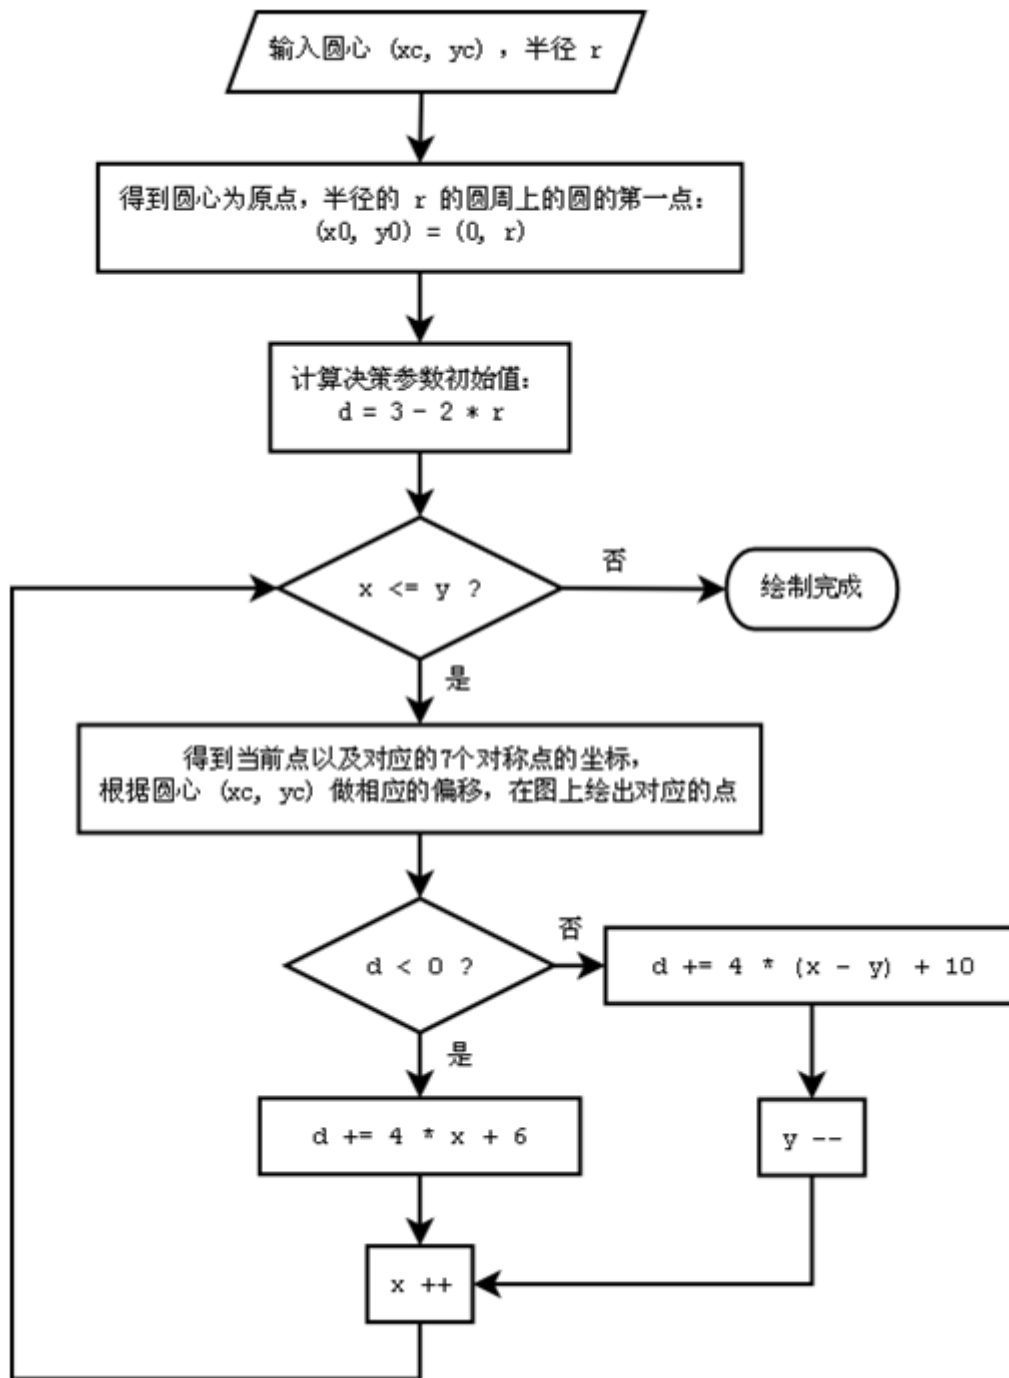 输入圆心 (xc, yc) ，半径 r
得到圆心为原点，半径的 r 的圆周上的圆的第一点：
(x0, y0) = (0, r)
计算决策参数初始值：
d = 3 - 2 * r
x <= y ?
否
绘制完成
是
得到当前点以及对应的7个对称点的坐标，
根据圆心 (xc, yc) 做相应的偏移，在图上绘出对应的点
d < 0 ?
否
d += 4 * (x - y) + 10
是
d += 4 * x + 6
y --
x ++